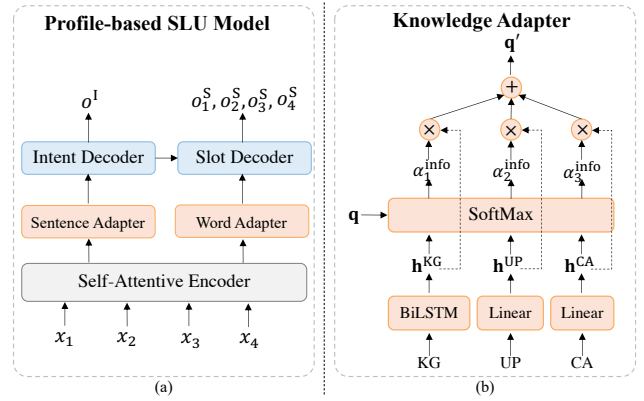 Profile-based SLU Model
o^I
o_1^S, o_2^S, o_3^S, o_4^S
Intent Decoder
Slot Decoder
Sentence Adapter
Word Adapter
Self-Attentive Encoder
x_1 x_2 x_3 x_4
(a)
Knowledge Adapter
q′
+
× × ×
α_1^info α_2^info α_3^info
q
SoftMax
h^KG h^UP h^CA
BiLSTM Linear Linear
KG UP CA
(b)